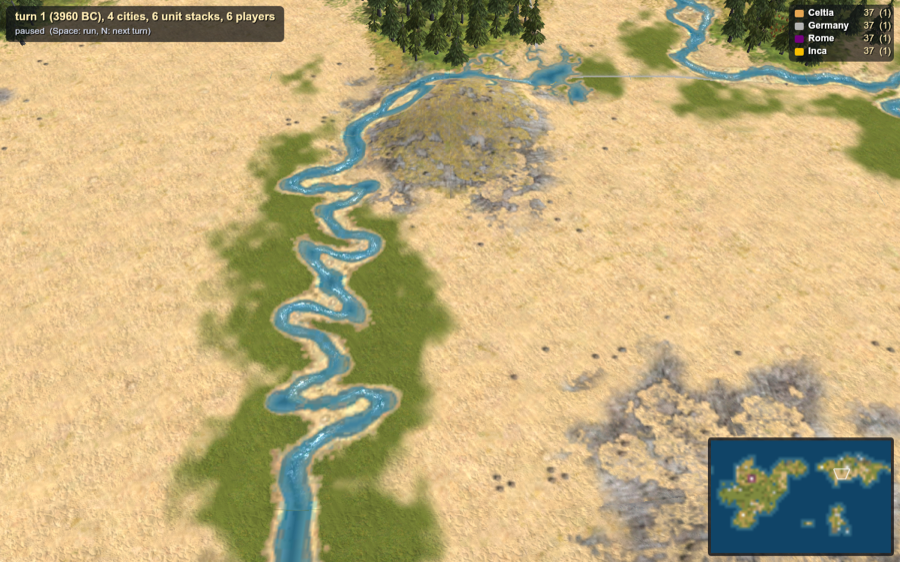 turn 1 (3960 BC), 4 cities, 6 unit stacks, 6 players
paused (Space: run, N: next turn)
Celtia 37 (1)
Germany 37 (1)
Rome 37 (1)
Inca 37 (1)